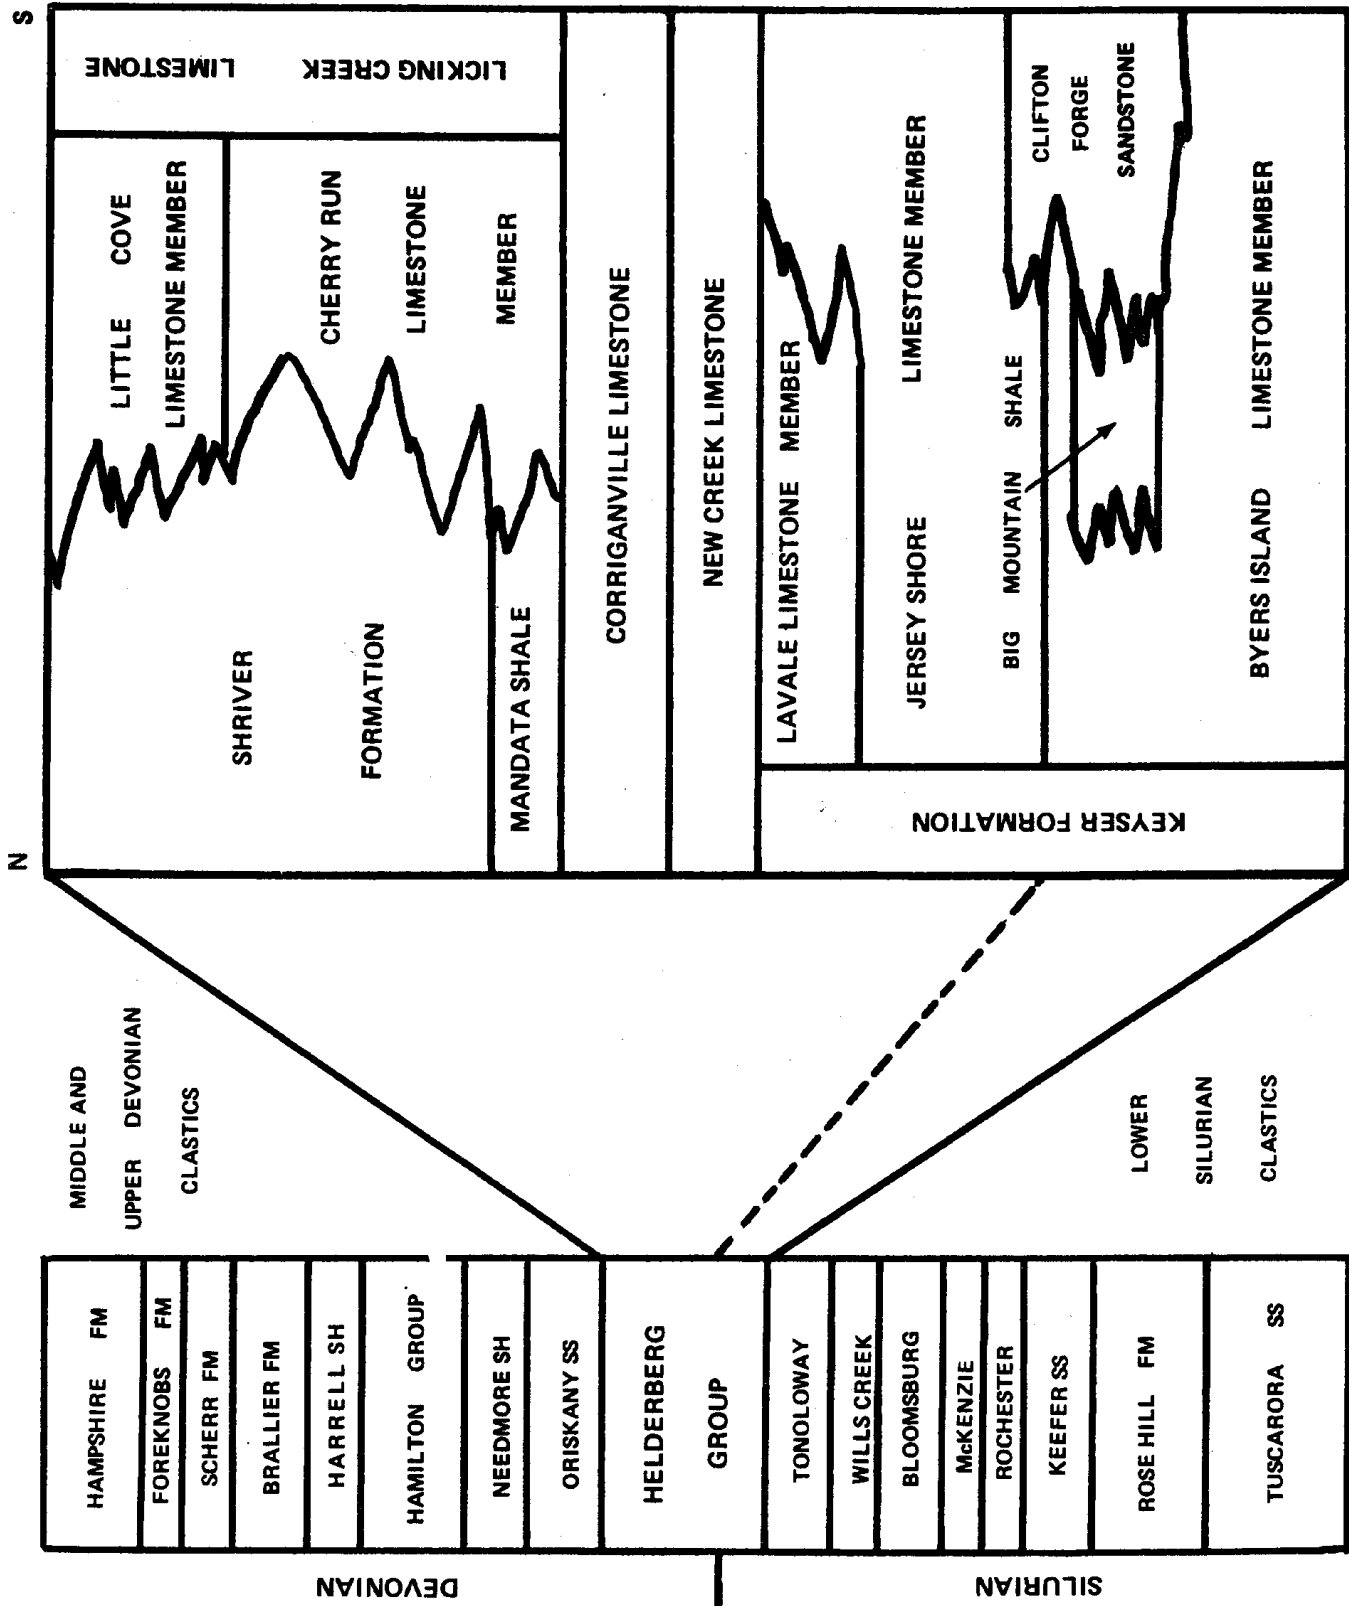 N
S
DEVONIAN
SILURIAN
HAMPSHIRE FM
FOREKNOBS FM
SCHERR FM
BRALLIER FM
HARRELL SH
HAMILTON GROUP
NEEDMORE SH
ORISKANY SS
HELDERBERG
GROUP
TONOLOWAY
WILLS CREEK
BLOOMSBURG
McKENZIE
ROCHESTER
KEEFER SS
ROSE HILL FM
TUSCARORA SS
MIDDLE AND
UPPER DEVONIAN
CLASTICS
LOWER
SILURIAN
CLASTICS
SHRIVER
FORMATION
MANDATA SHALE
LITTLE COVE
LIMESTONE MEMBER
CHERRY RUN
LIMESTONE
MEMBER
LICKING CREEK LIMESTONE
CORRIGANVILLE LIMESTONE
NEW CREEK LIMESTONE
KEYSER FORMATION
LAVALE LIMESTONE MEMBER
JERSEY SHORE LIMESTONE MEMBER
BIG MOUNTAIN SHALE
CLIFTON
FORGE
SANDSTONE
BYERS ISLAND LIMESTONE MEMBER